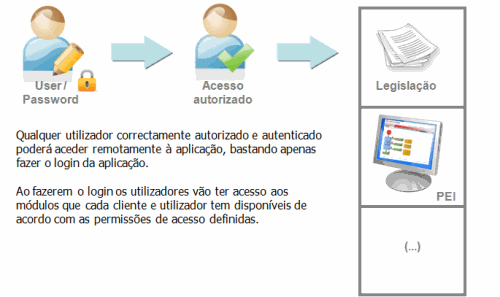 User /
Password
Acesso
autorizado
Legislação
Qualquer utilizador correctamente autorizado e autenticado
poderá aceder remotamente à aplicação, bastando apenas
fazer o login da aplicação.
Ao fazerem o login os utilizadores vão ter acesso aos
módulos que cada cliente e utilizador tem disponíveis de
acordo com as permissões de acesso definidas.
PEI
(...)